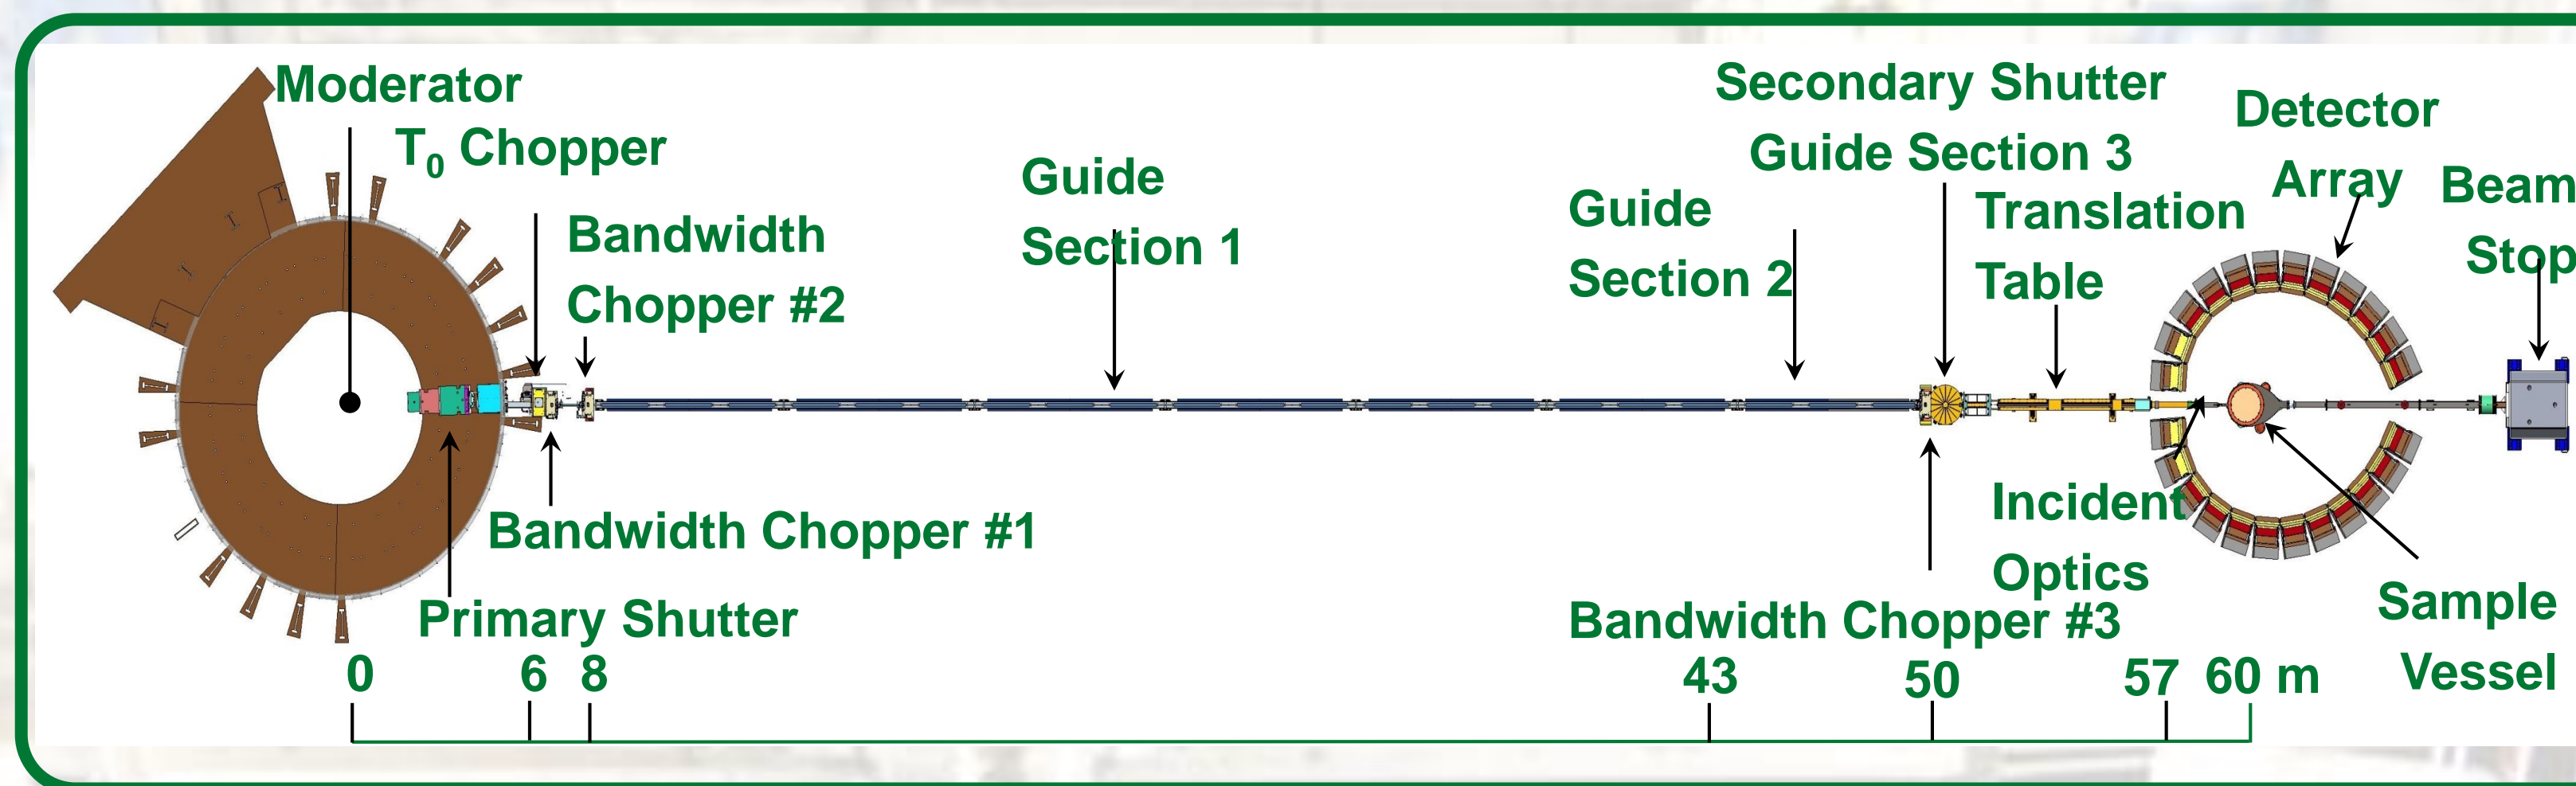 Moderator
T₀ Chopper
Bandwidth
Chopper #2
Guide
Section 1
Guide
Section 2
Secondary Shutter
Guide Section 3
Translation
Table
Detector
Array
Beam
Stop
Bandwidth Chopper #1
Primary Shutter
Incident
Optics
Bandwidth Chopper #3
Sample
Vessel
0 6 8 43 50 57 60 m